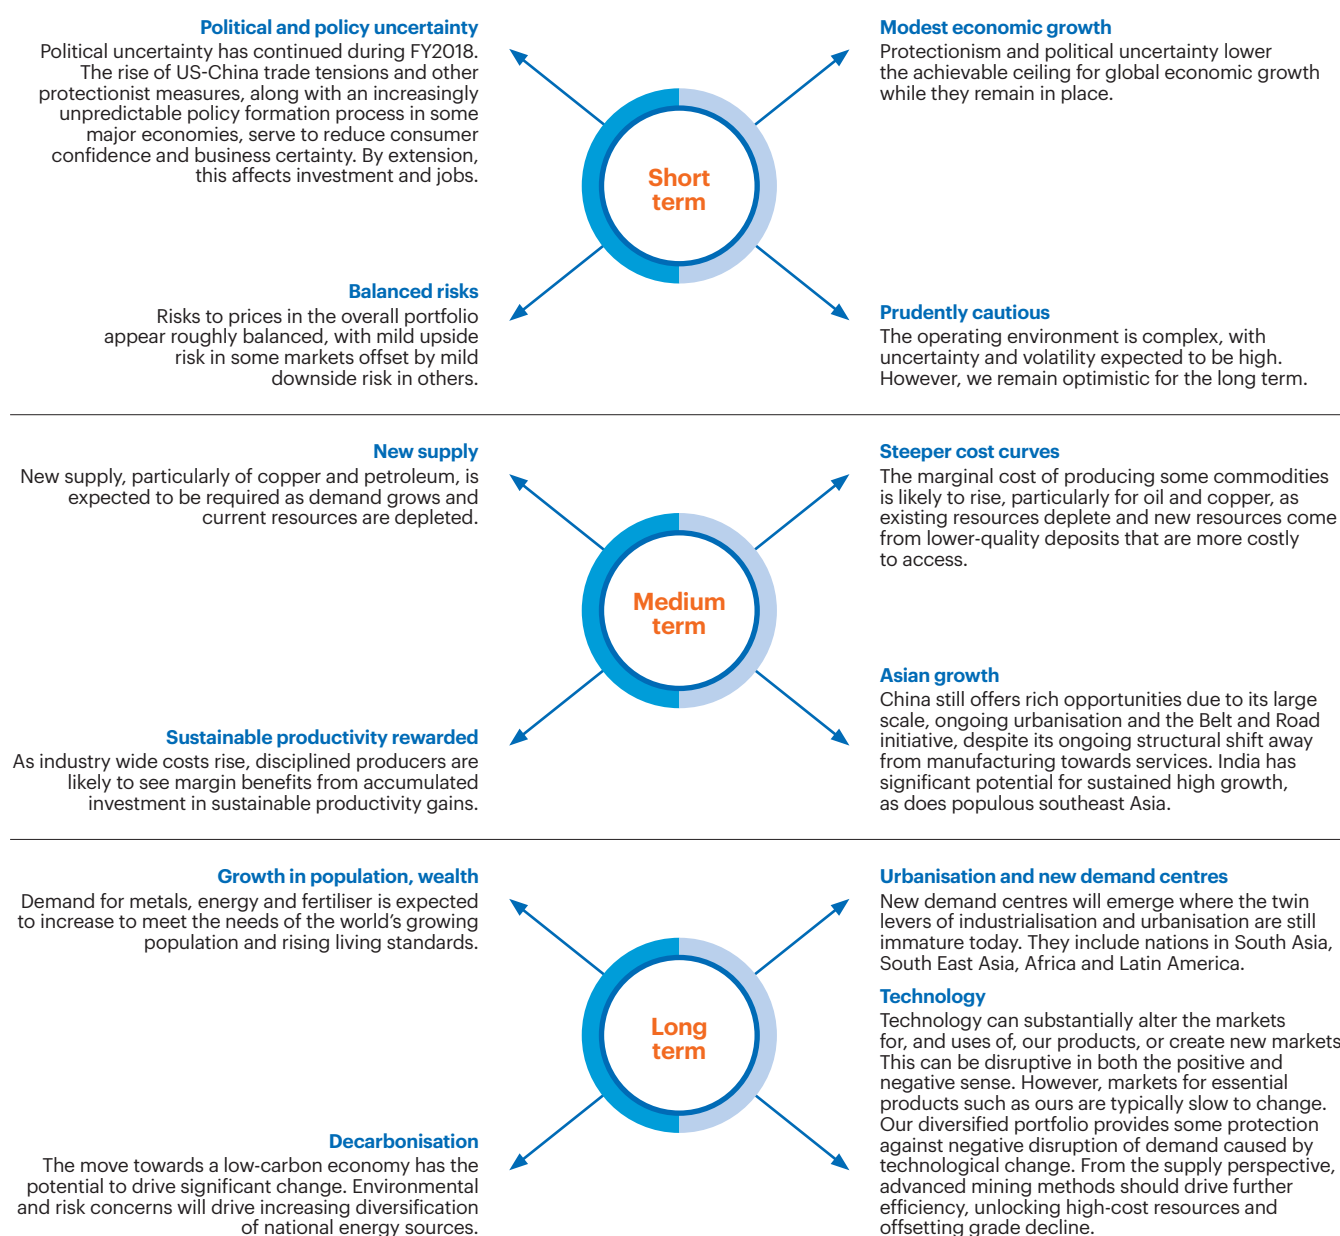 Political and policy uncertainty
Political uncertainty has continued during FY2018.
The rise of US-China trade tensions and other
protectionist measures, along with an increasingly
unpredictable policy formation process in some
major economies, serve to reduce consumer
confidence and business certainty. By extension,
this affects investment and jobs.
Modest economic growth
Protectionism and political uncertainty lower
the achievable ceiling for global economic growth
while they remain in place.
Short
term
Balanced risks
Risks to prices in the overall portfolio
appear roughly balanced, with mild upside
risk in some markets offset by mild
downside risk in others.
Prudently cautious
The operating environment is complex, with
uncertainty and volatility expected to be high.
However, we remain optimistic for the long term.
New supply
New supply, particularly of copper and petroleum, is
expected to be required as demand grows and
current resources are depleted.
Steeper cost curves
The marginal cost of producing some commodities
is likely to rise, particularly for oil and copper, as
existing resources deplete and new resources come
from lower-quality deposits that are more costly
to access.
Medium
term
Sustainable productivity rewarded
As industry wide costs rise, disciplined producers are
likely to see margin benefits from accumulated
investment in sustainable productivity gains.
Asian growth
China still offers rich opportunities due to its large
scale, ongoing urbanisation and the Belt and Road
initiative, despite its ongoing structural shift away
from manufacturing towards services. India has
significant potential for sustained high growth,
as does populous southeast Asia.
Growth in population, wealth
Demand for metals, energy and fertiliser is expected
to increase to meet the needs of the world's growing
population and rising living standards.
Urbanisation and new demand centres
New demand centres will emerge where the twin
levers of industrialisation and urbanisation are still
immature today. They include nations in South Asia,
South East Asia, Africa and Latin America.
Long
term
Decarbonisation
The move towards a low-carbon economy has the
potential to drive significant change. Environmental
and risk concerns will drive increasing diversification
of national energy sources.
Technology
Technology can substantially alter the markets
for, and uses of, our products, or create new markets
This can be disruptive in both the positive and
negative sense. However, markets for essential
products such as ours are typically slow to change.
Our diversified portfolio provides some protection
against negative disruption of demand caused by
technological change. From the supply perspective,
advanced mining methods should drive further
efficiency, unlocking high-cost resources and
offsetting grade decline.